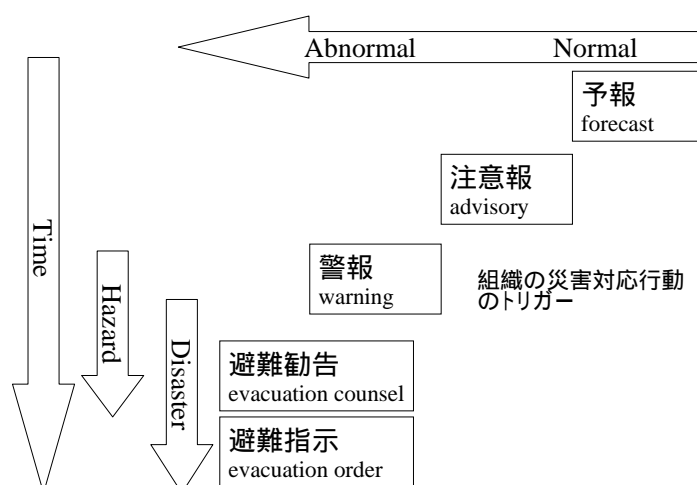 Abnormal Normal
予報
forecast
注意報
advisory
警報
warning
組織の災害対応行動
のトリガー
Time
Hazard
Disaster
避難勧告
evacuation counsel
避難指示
evacuation order